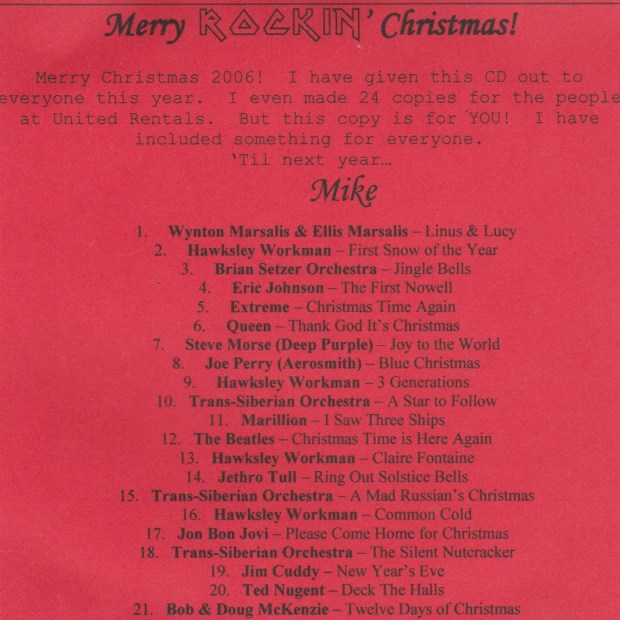 Merry ROCKIN' Christmas!
Merry Christmas 2006! I have given this CD out to
everyone this year. I even made 24 copies for the people
at United Rentals. But this copy is for YOU! I have
included something for everyone.
'Til next year…
Mike
1. Wynton Marsalis & Ellis Marsalis – Linus & Lucy
2. Hawksley Workman – First Snow of the Year
3. Brian Setzer Orchestra – Jingle Bells
4. Eric Johnson – The First Nowell
5. Extreme – Christmas Time Again
6. Queen – Thank God It's Christmas
7. Steve Morse (Deep Purple) – Joy to the World
8. Joe Perry (Aerosmith) – Blue Christmas
9. Hawksley Workman – 3 Generations
10. Trans-Siberian Orchestra – A Star to Follow
11. Marillion – I Saw Three Ships
12. The Beatles – Christmas Time is Here Again
13. Hawksley Workman – Claire Fontaine
14. Jethro Tull – Ring Out Solstice Bells
15. Trans-Siberian Orchestra – A Mad Russian's Christmas
16. Hawksley Workman – Common Cold
17. Jon Bon Jovi – Please Come Home for Christmas
18. Trans-Siberian Orchestra – The Silent Nutcracker
19. Jim Cuddy – New Year's Eve
20. Ted Nugent – Deck The Halls
21. Bob & Doug McKenzie – Twelve Days of Christmas